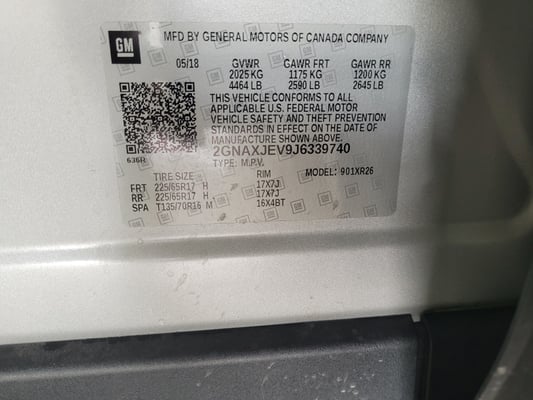 GM
MFD BY GENERAL MOTORS OF CANADA COMPANY
05/18 GVWR GAWR FRT GAWR RR
2025 KG 1175 KG 1200 KG
4464 LB 2590 LB 2645 LB
THIS VEHICLE CONFORMS TO ALL
APPLICABLE U.S. FEDERAL MOTOR
VEHICLE SAFETY AND THEFT PREVENTION
STANDARDS IN EFFECT ON THE DATE OF
MANUFACTURE SHOWN ABOVE.
636R 2GNAXJEV9J6339740
TYPE: M.P.V. MODEL: 901XR26
TIRE SIZE RIM
FRT 225/65R17 H 17X7J
RR 225/65R17 H 17X7J
SPA T135/70R16 M 16X4BT